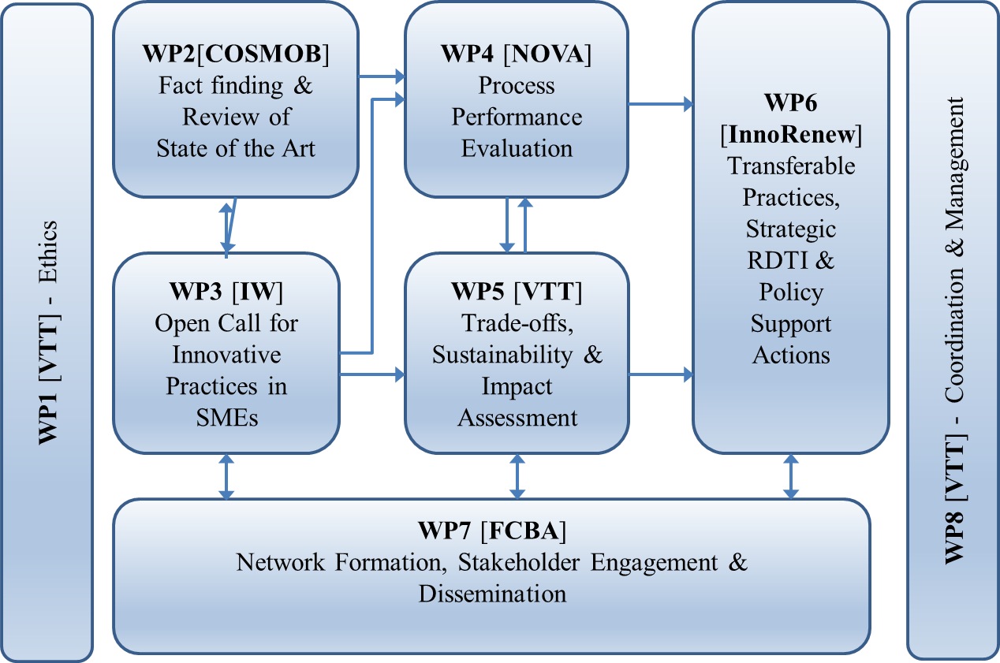 WP1 [VTT] - Ethics
WP2[COSMOB]
Fact finding &
Review of
State of the Art
WP4 [NOVA]
Process
Performance
Evaluation
WP6
[InnoRenew]
Transferable
Practices,
Strategic
RDTI &
Policy
Support
Actions
WP3 [IW]
Open Call for
Innovative
Practices in
SMEs
WP5 [VTT]
Trade-offs,
Sustainability &
Impact
Assessment
WP7 [FCBA]
Network Formation, Stakeholder Engagement &
Dissemination
WP8 [VTT] - Coordination & Management